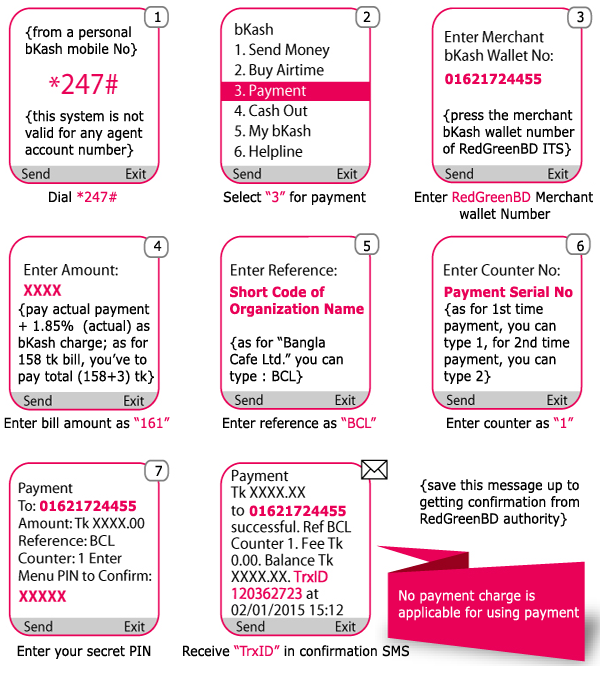 1
{from a personal
bKash mobile No}
*247#
{this system is not
valid for any agent
account number}
Send Exit
Dial *247#
2
bKash
1. Send Money
2. Buy Airtime
3. Payment
4. Cash Out
5. My bKash
6. Helpline
Send Exit
Select “3” for payment
3
Enter Merchant
bKash Wallet No:
01621724455
{press the merchant
bKash wallet number
of RedGreenBD ITS}
Send Exit
Enter RedGreenBD Merchant
wallet Number
4
Enter Amount:
XXXX
{pay actual payment
+ 1.85% (actual) as
bKash charge; as for
158 tk bill, you’ve to
pay total (158+3) tk}
Send Exit
Enter bill amount as “161”
5
Enter Reference:
Short Code of
Organization Name
{as for “Bangla
Cafe Ltd.” you can
type : BCL}
Send Exit
Enter reference as “BCL”
6
Enter Counter No:
Payment Serial No
{as for 1st time
payment, you can
type 1, for 2nd time
payment, you can
type 2}
Send Exit
Enter counter as “1”
7
Payment
To: 01621724455
Amount: Tk XXXX.00
Reference: BCL
Counter: 1 Enter
Menu PIN to Confirm:
XXXXX
Send Exit
Enter your secret PIN
Payment
Tk XXXX.XX
to 01621724455
successful. Ref BCL
Counter 1. Fee Tk
0.00. Balance Tk
XXXX.XX. TrxID
120362723 at
02/01/2015 15:12
Send Exit
Receive “TrxID” in confirmation SMS
{save this message up to
getting confirmation from
RedGreenBD authority}
No payment charge is
applicable for using payment